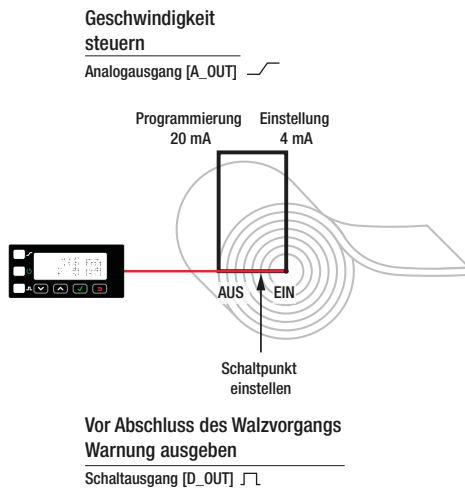 Geschwindigkeit
steuern
Analogausgang [A_OUT]
Programmierung Einstellung
20 mA 4 mA
AUS EIN
Schaltpunkt
einstellen
Vor Abschluss des Walzvorgangs
Warnung ausgeben
Schaltausgang [D_OUT]